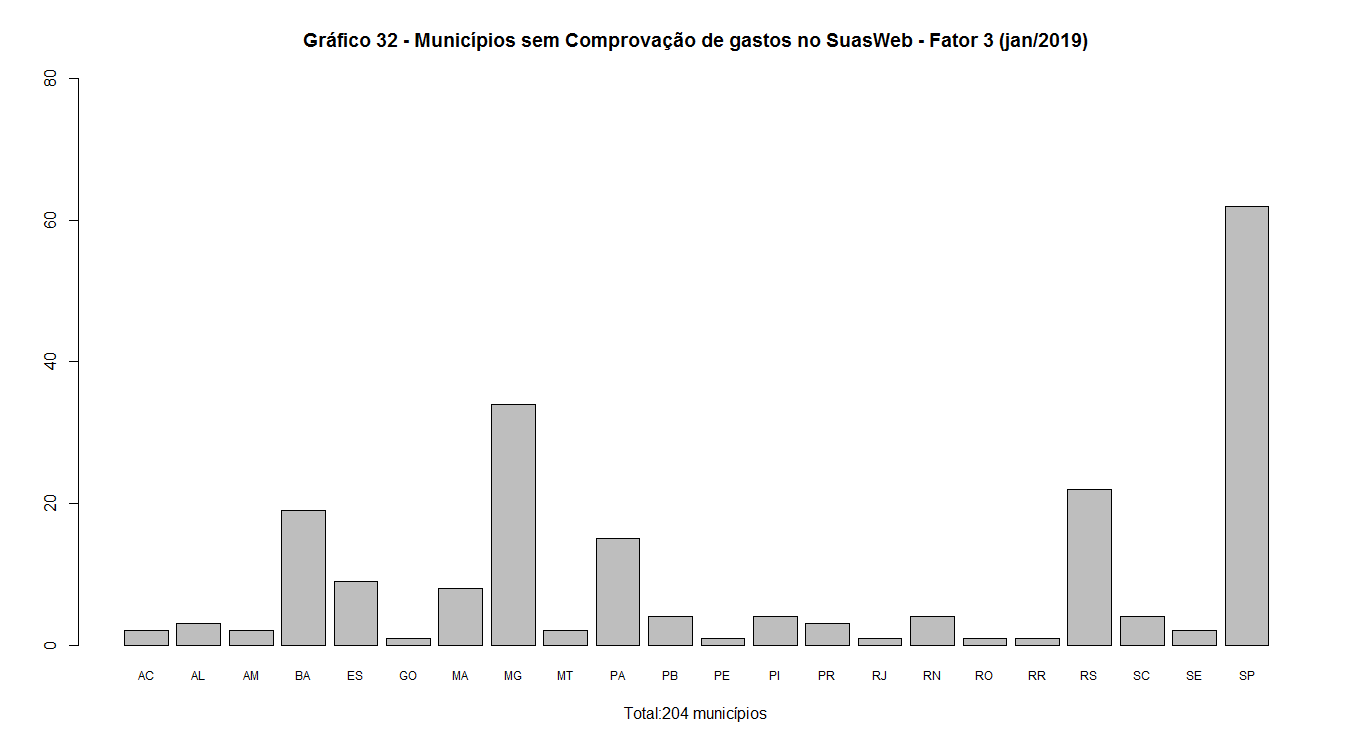 Gráfico 32 - Municípios sem Comprovação de gastos no SuasWeb - Fator 3 (jan/2019)
80
60
40
20
0
AC AL AM BA ES GO MA MG MT PA PB PE PI PR RJ RN RO RR RS SC SE SP
Total:204 municípios